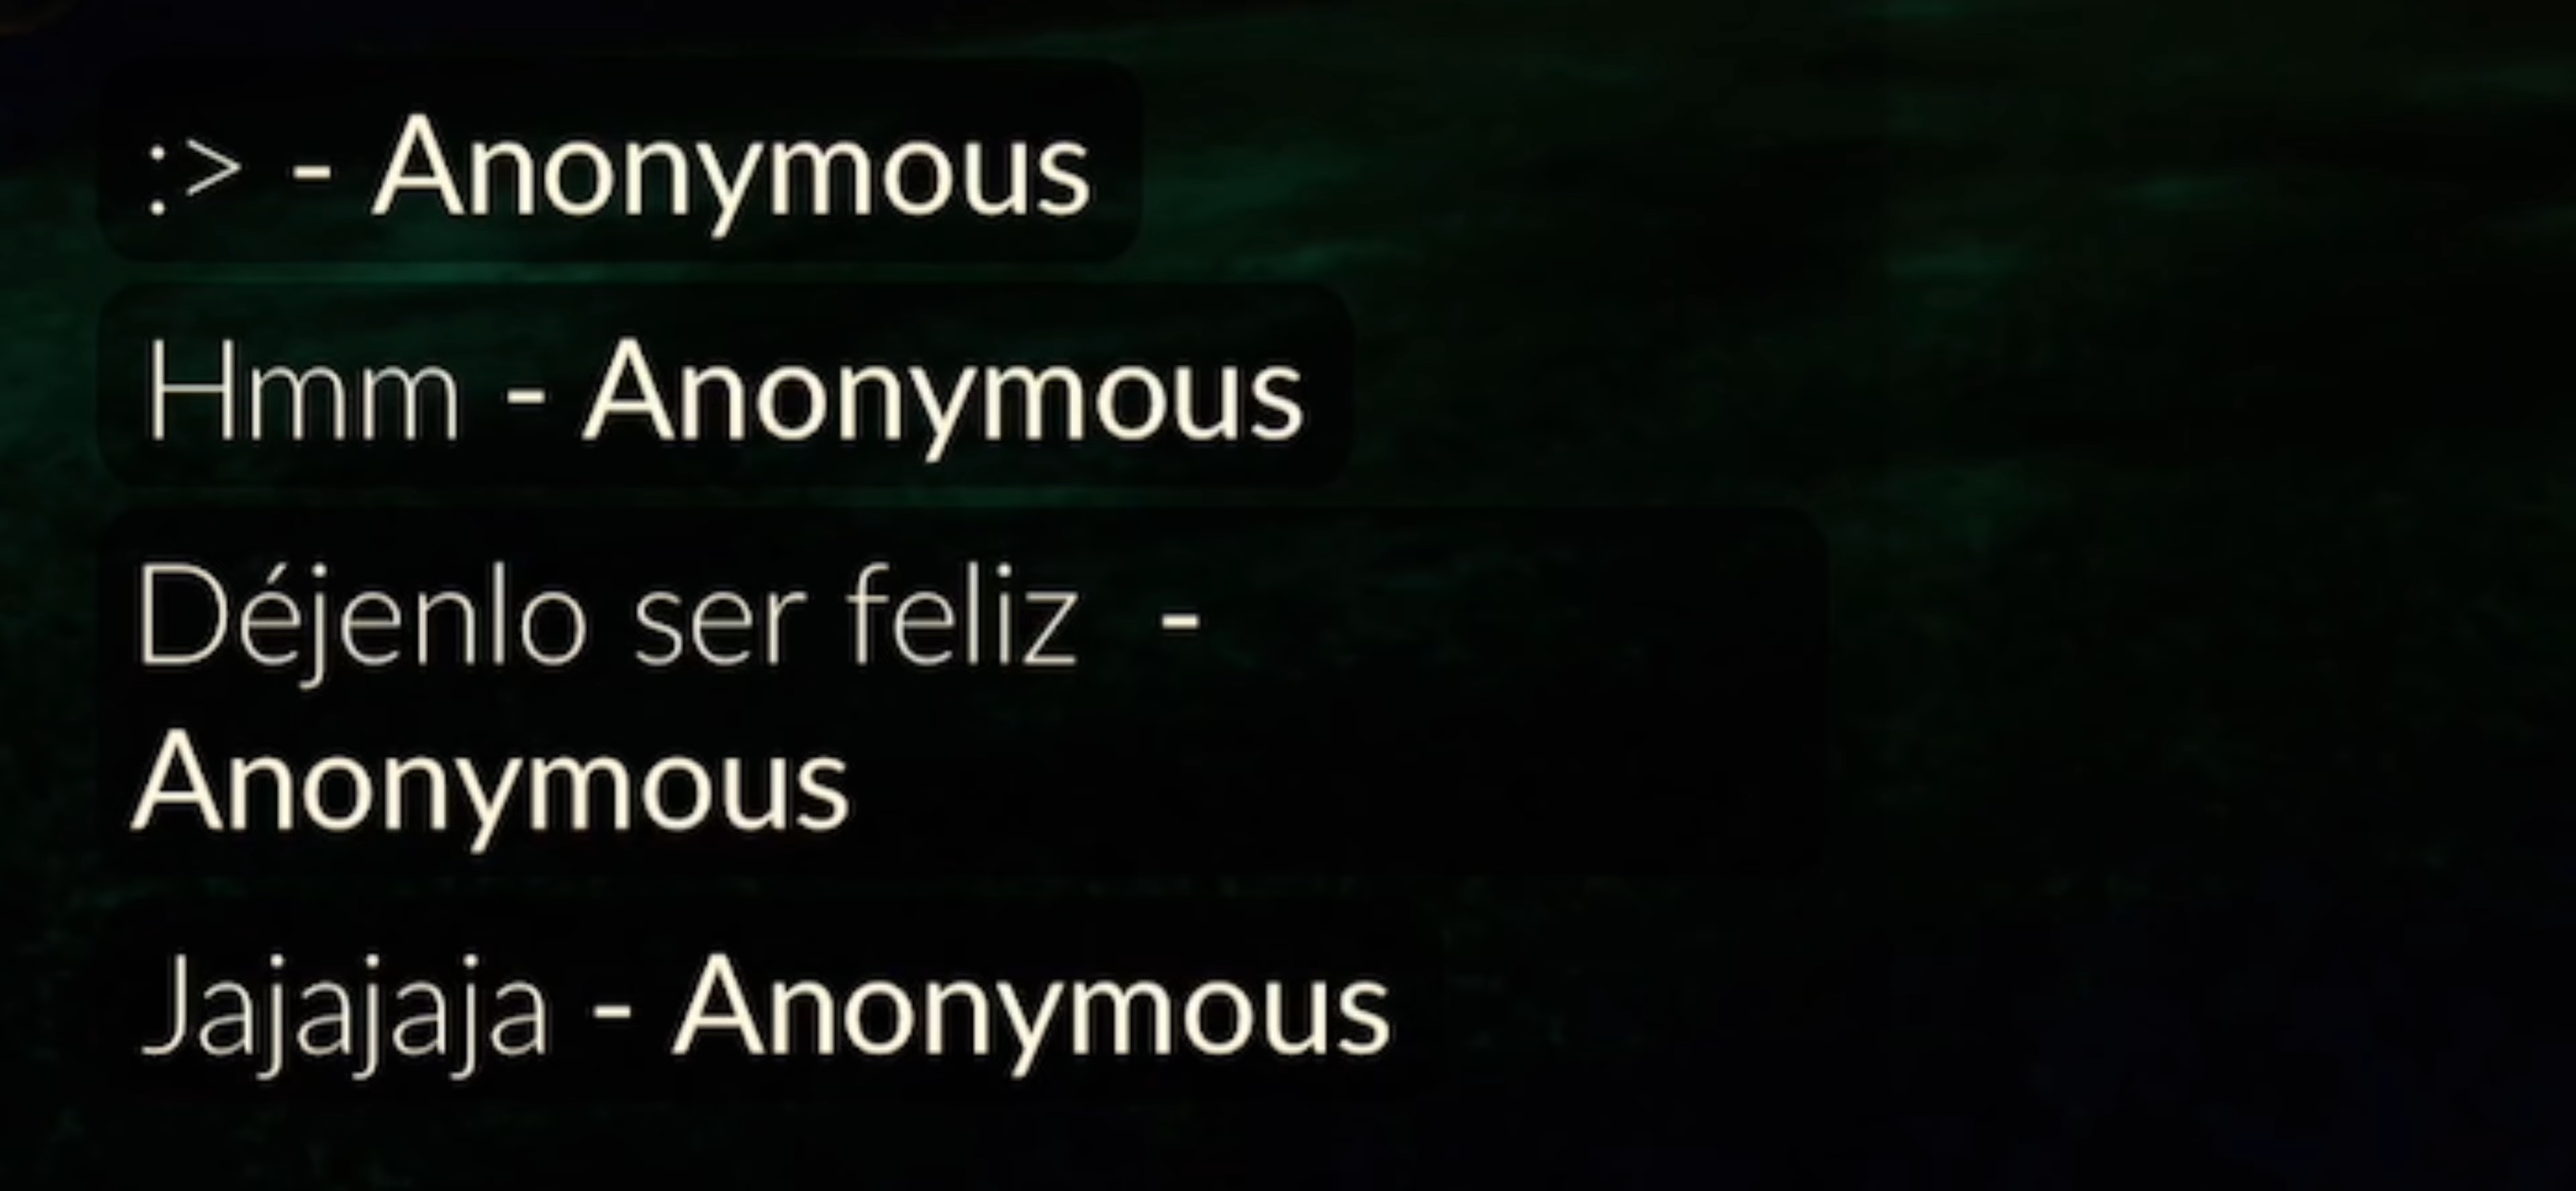 :> - Anonymous
Hmm - Anonymous
Déjenlo ser feliz -
Anonymous
Jajajaja - Anonymous